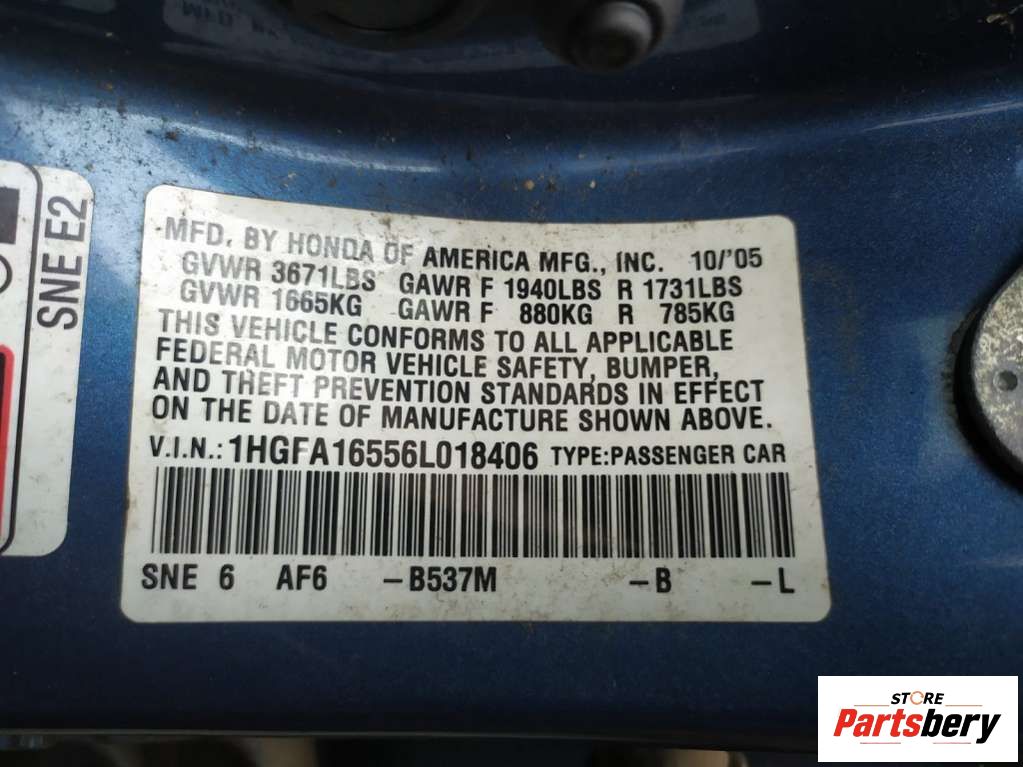 SNE E2
MFD. BY HONDA OF AMERICA MFG., INC. 10/'05
GVWR 3671LBS GAWR F 1940LBS R 1731LBS
GVWR 1665KG GAWR F 880KG R 785KG
THIS VEHICLE CONFORMS TO ALL APPLICABLE
FEDERAL MOTOR VEHICLE SAFETY, BUMPER,
AND THEFT PREVENTION STANDARDS IN EFFECT
ON THE DATE OF MANUFACTURE SHOWN ABOVE.
V.I.N.: 1HGFA16556L018406 TYPE:PASSENGER CAR
SNE 6 AF6 -B537M -B -L
STORE
Partsbery